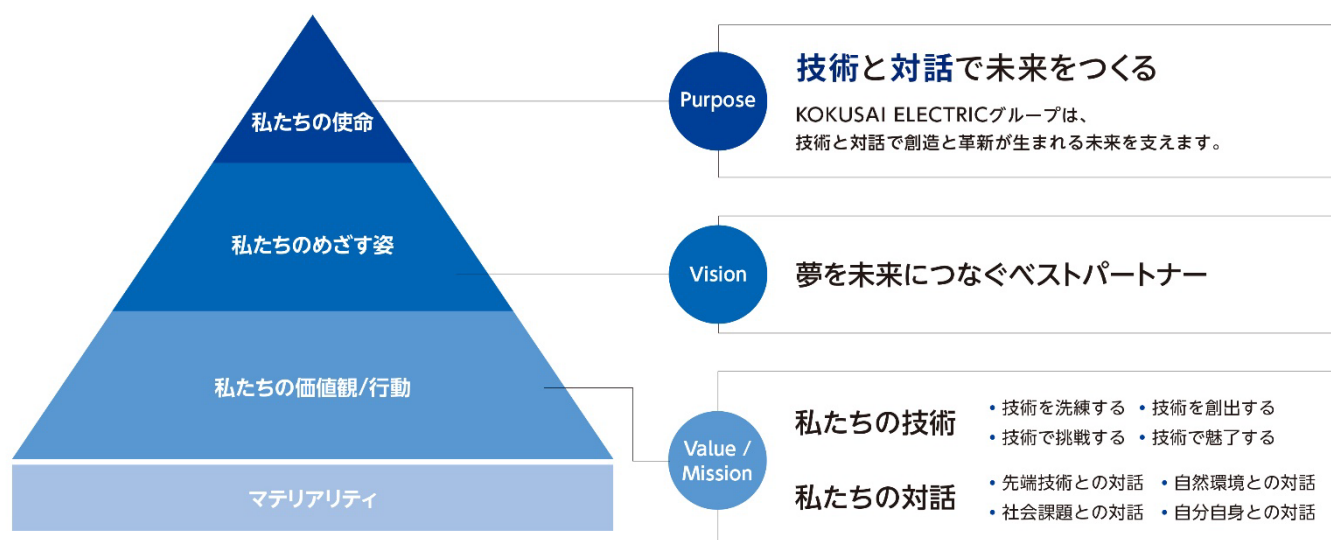 私たちの使命
私たちのめざす姿
私たちの価値観/行動
マテリアリティ
Purpose
技術と対話で未来をつくる
KOKUSAI ELECTRICグループは、
技術と対話で創造と革新が生まれる未来を支えます。
Vision
夢を未来につなぐベストパートナー
Value /
Mission
私たちの技術
• 技術を洗練する • 技術を創出する
• 技術で挑戦する • 技術で魅了する
私たちの対話
• 先端技術との対話 • 自然環境との対話
• 社会課題との対話 • 自分自身との対話